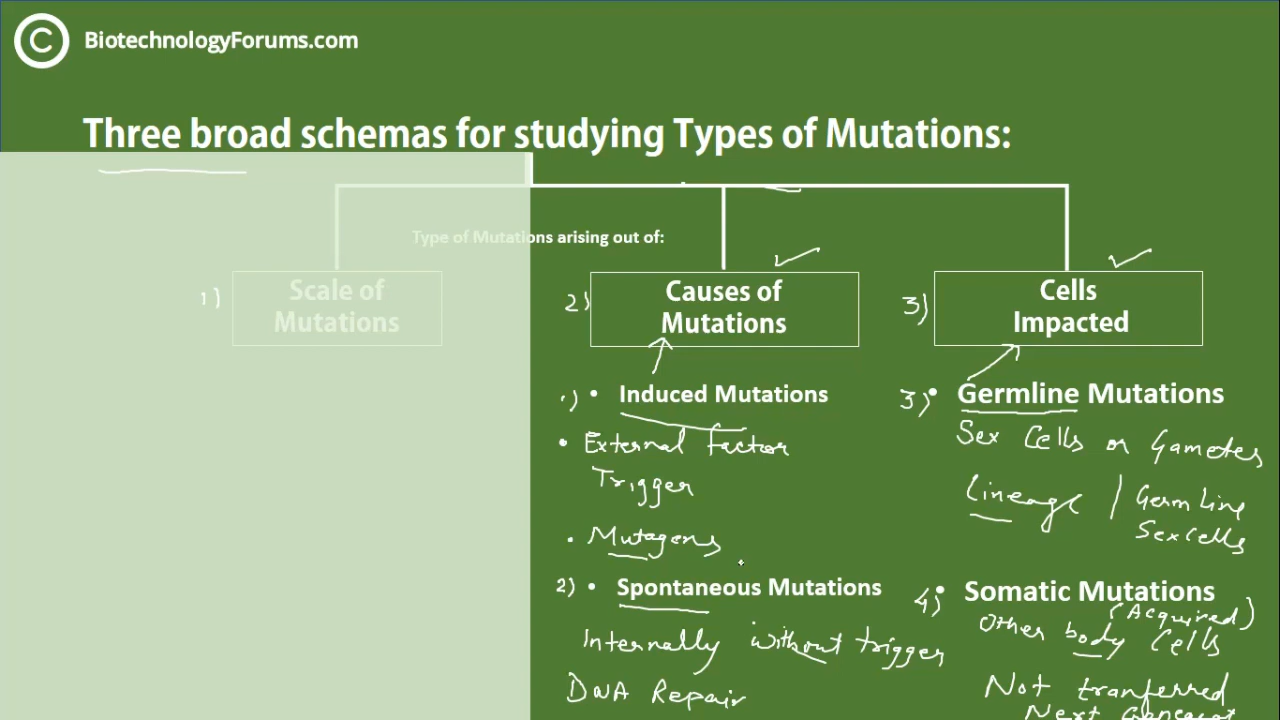 © BiotechnologyForums.com
Three broad schemas for studying Types of Mutations:
Type of Mutations arising out of:
1) Scale of
Mutations
2) Causes of
Mutations
1) • Induced Mutations
• External factor
Trigger
• Mutagens
2) • Spontaneous Mutations
Internally without trigger
DNA Repair
3) Cells
Impacted
3) • Germline Mutations
Sex Cells or Gametes
Lineage / Germ Line
Sex Cells
4) • Somatic Mutations
(Acquired)
Other body Cells
Not tranferred
Next